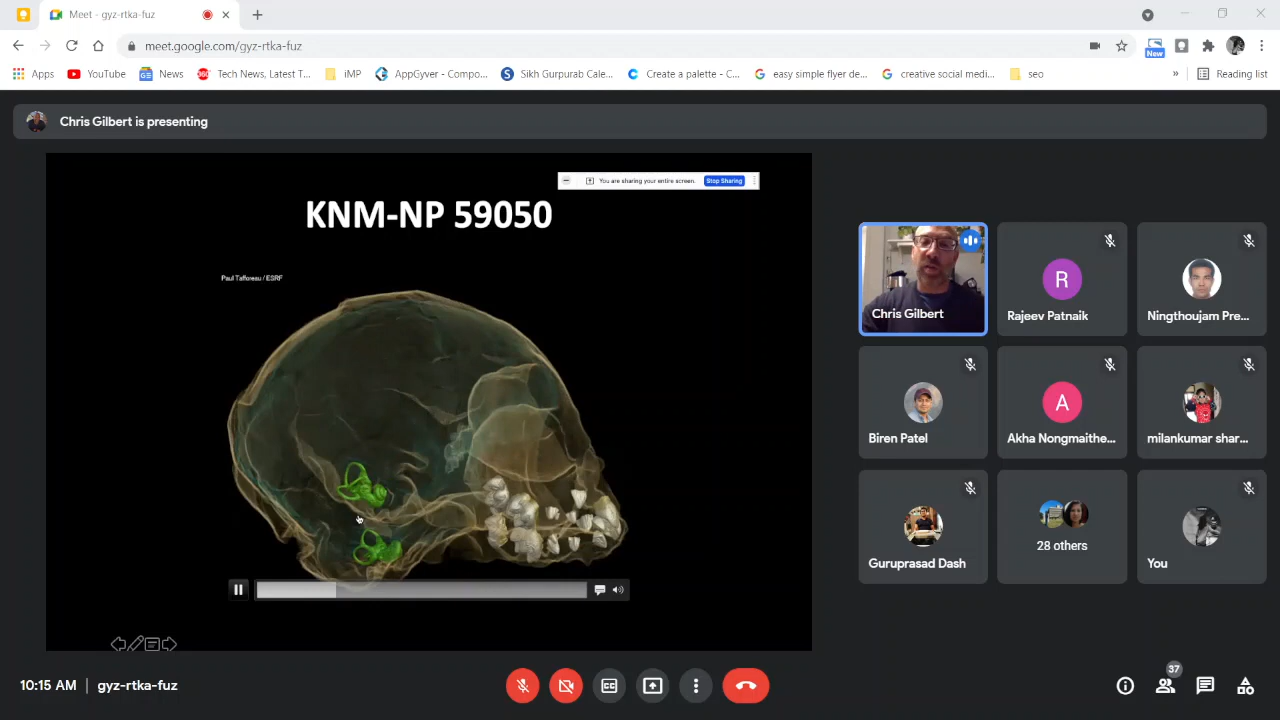 Meet - gyz-rtka-fuz
meet.google.com/gyz-rtka-fuz
New
Apps
YouTube
News
360
Tech News, Latest T...
iMP
AppGyver - Compo...
S
Sikh Gurpurab Cale...
C
Create a palette - C...
G
easy simple flyer de...
G
creative social medi...
seo
»
Reading list
Chris Gilbert is presenting
You are sharing your entire screen.
Stop Sharing
KNM-NP 59050
Paul Tafforeau / ESRF
Chris Gilbert
R
Rajeev Patnaik
Ningthoujam Pre...
Biren Patel
A
Akha Nongmaithe...
milankumar shar...
Guruprasad Dash
28 others
You
10:15 AM | gyz-rtka-fuz
CC
37